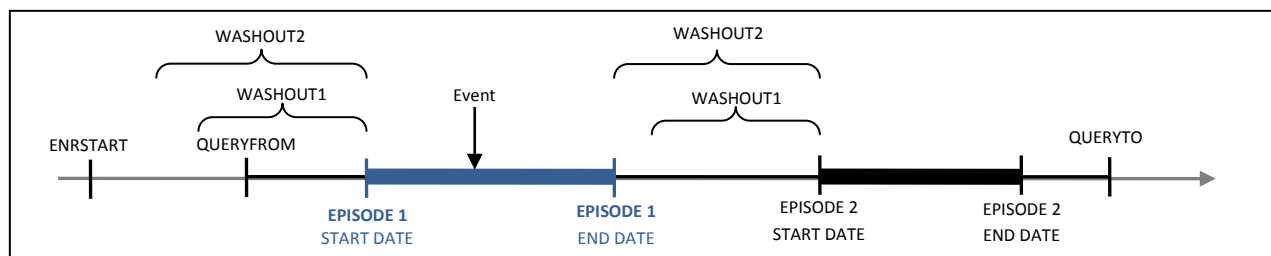 WASHOUT2
WASHOUT2
WASHOUT1
Event
WASHOUT1
ENRSTART
QUERYFROM
QUERYTO
EPISODE 1
START DATE
EPISODE 1
END DATE
EPISODE 2
START DATE
EPISODE 2
END DATE